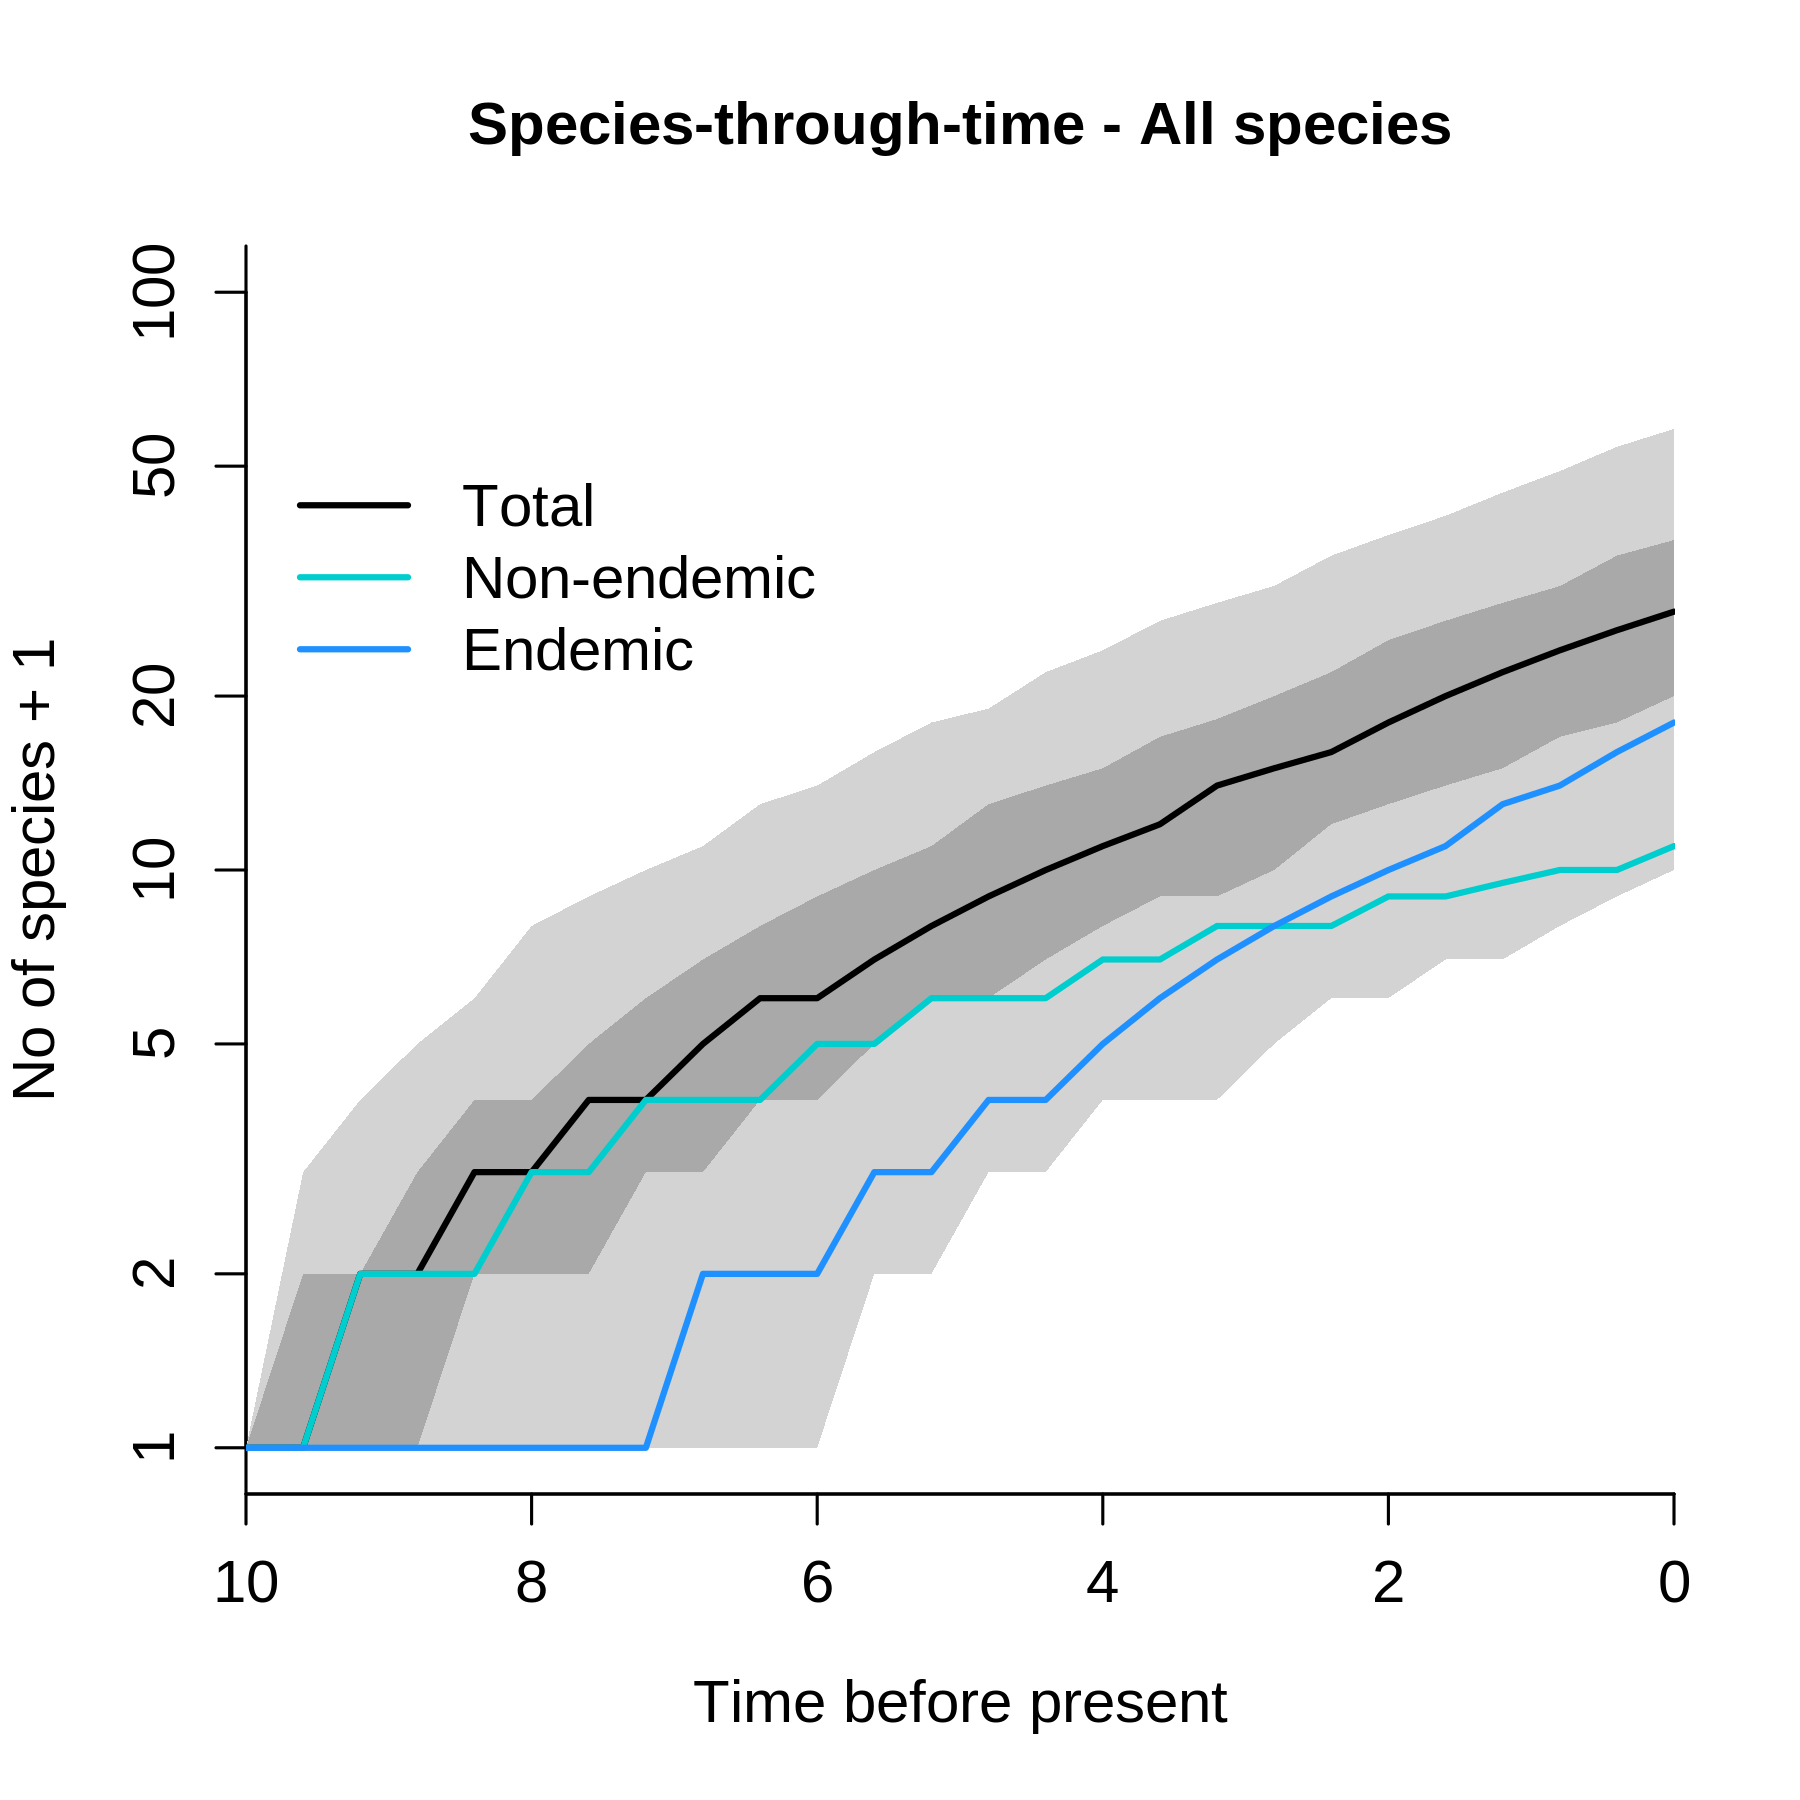 Species-through-time - All species
100
50
20
10
5
2
1
No of species + 1
Total
Non-endemic
Endemic
10 8 6 4 2 0
Time before present